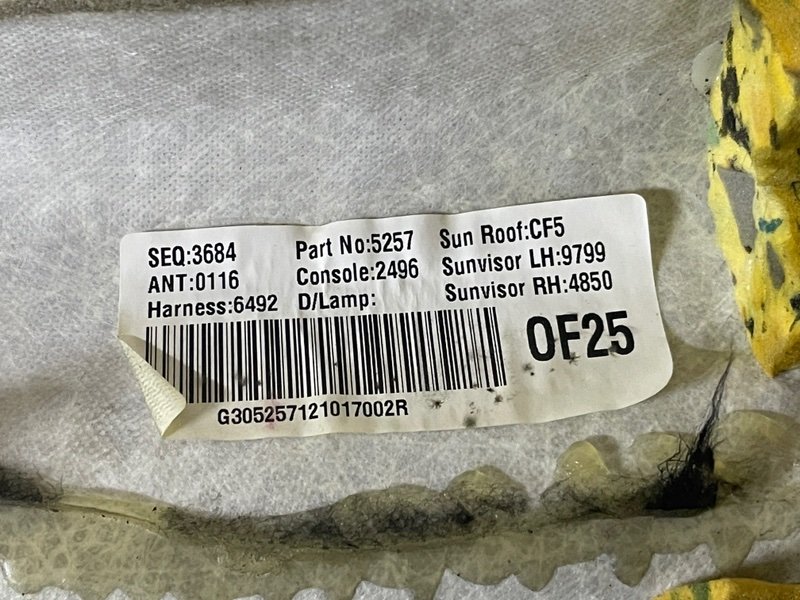 SEQ:3684 Part No:5257 Sun Roof:CF5
ANT:0116 Console:2496 Sunvisor LH:9799
Harness:6492 D/Lamp: Sunvisor RH:4850
OF25
G305257121017002R